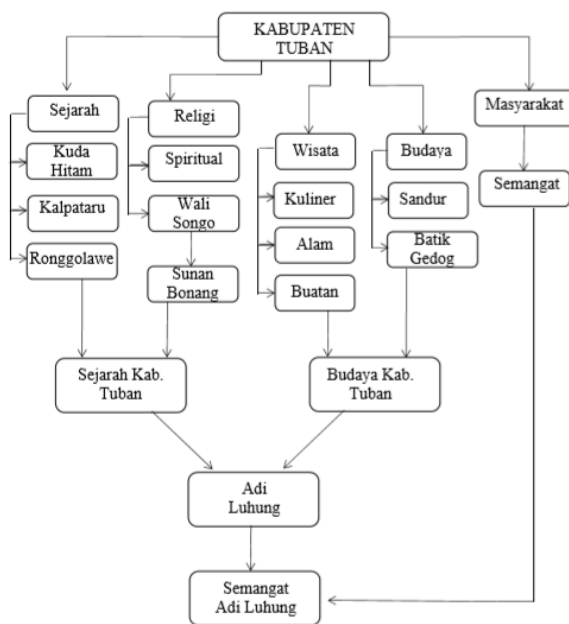 KABUPATEN
TUBAN
Sejarah
Religi
Wisata
Budaya
Masyarakat
Kuda
Hitam
Spiritual
Kuliner
Sandur
Semangat
Kalpataru
Wali
Songo
Alam
Batik
Gedog
Ronggolawe
Sunan
Bonang
Buatan
Sejarah Kab.
Tuban
Budaya Kab.
Tuban
Adi
Luhung
Semangat
Adi Luhung